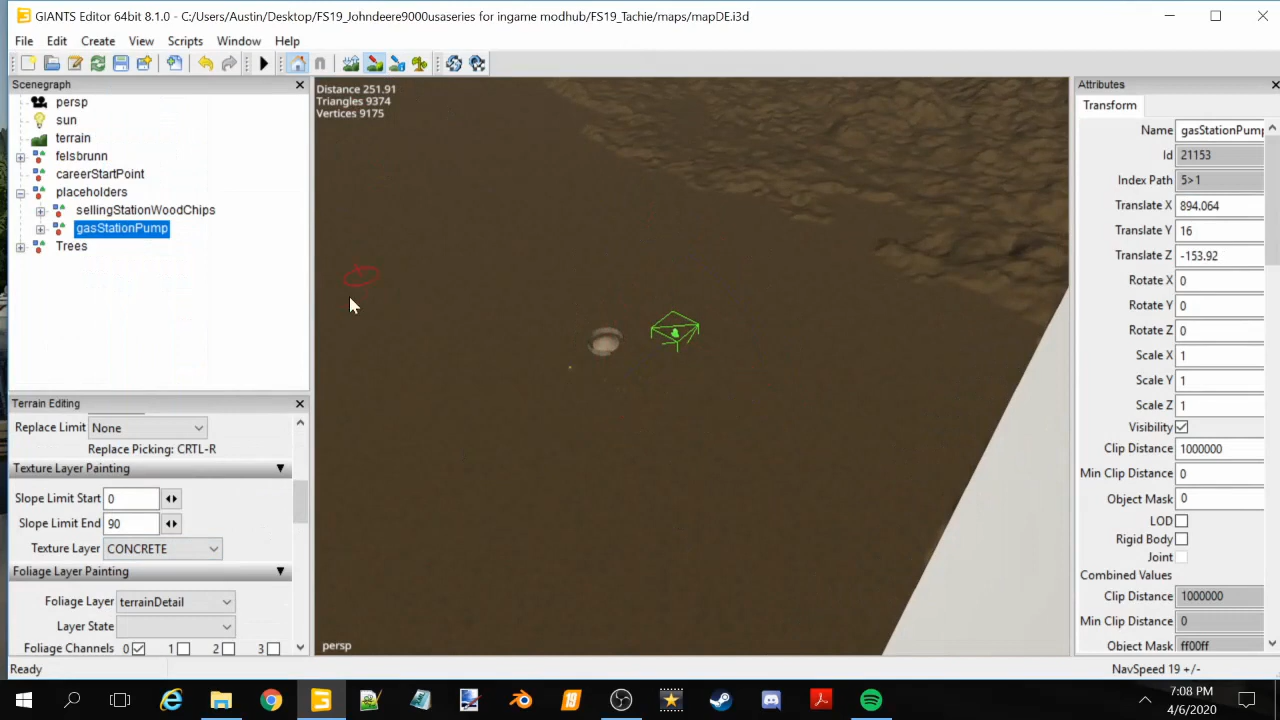 GIANTS Editor 64bit 8.1.0 - C:/Users/Austin/Desktop/FS19_Johndeere9000usaseries for ingame modhub/FS19_Tachie/maps/mapDE.i3d
File Edit Create View Scripts Window Help
Scenegraph
persp
sun
terrain
felsbrunn
careerStartPoint
placeholders
sellingStationWoodChips
gasStationPump
Trees
Terrain Editing
Replace Limit None
Replace Picking: CRTL-R
Texture Layer Painting
Slope Limit Start 0
Slope Limit End 90
Texture Layer CONCRETE
Foliage Layer Painting
Foliage Layer terrainDetail
Layer State
Foliage Channels 0 1 2 3
Ready
Distance 251.91
Triangles 9374
Vertices 9175
persp
Attributes
Transform
Name gasStationPump
Id 21153
Index Path 5>1
Translate X 894.064
Translate Y 16
Translate Z -153.92
Rotate X 0
Rotate Y 0
Rotate Z 0
Scale X 1
Scale Y 1
Scale Z 1
Visibility
Clip Distance 1000000
Min Clip Distance 0
Object Mask 0
LOD
Rigid Body
Joint
Combined Values
Clip Distance 1000000
Min Clip Distance 0
Object Mask ff00ff
NavSpeed 19 +/-
7:08 PM
4/6/2020